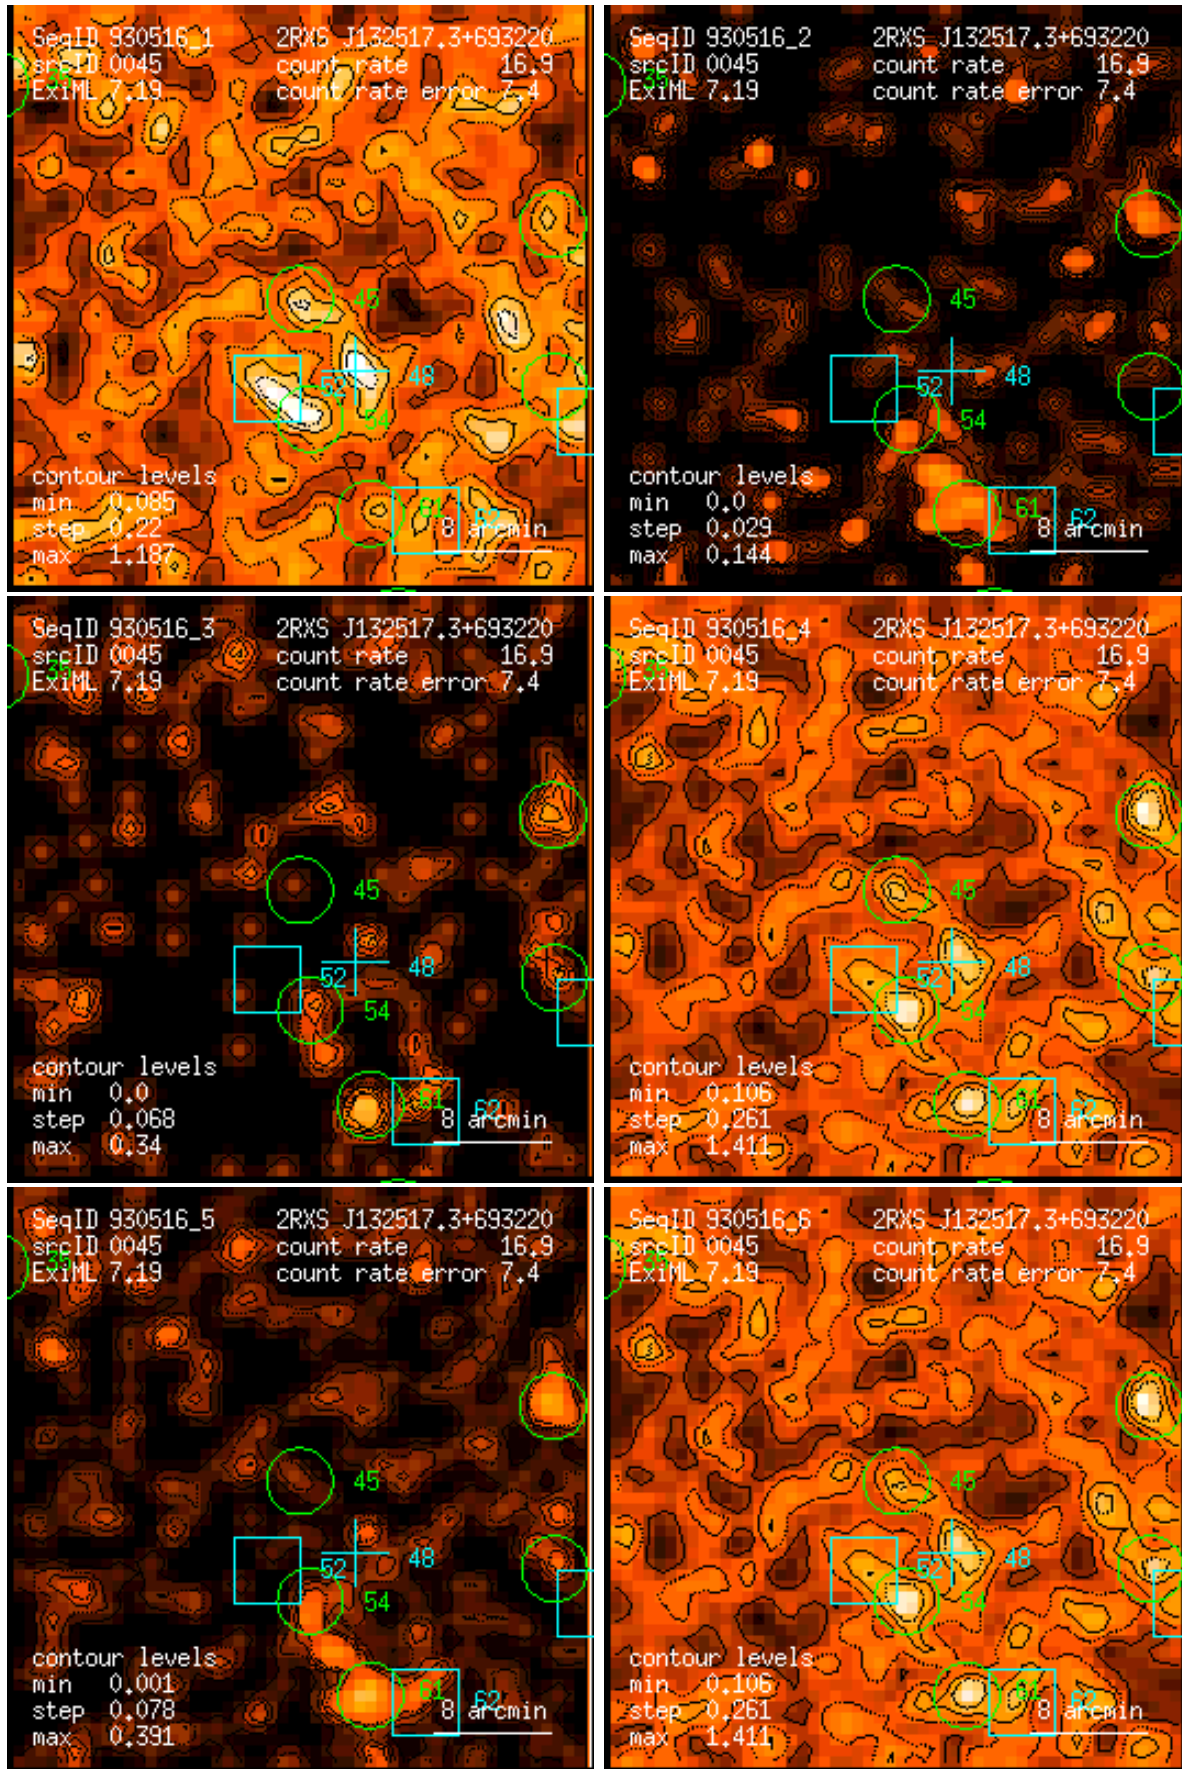 SeqID 930516_1 2RXS J132517.3+693220
srcID 0045 count rate 16.9
ExiML 7.19 count rate error 7.4
35
45
52 48
54
contour levels
min 0.085
step 0.22
max 1.187
61 62
8 arcmin
SeqID 930516_2 2RXS J132517.3+693220
srcID 0045 count rate 16.9
ExiML 7.19 count rate error 7.4
35
45
52 48
54
contour levels
min 0.0
step 0.029
max 0.144
61 62
8 arcmin
SeqID 930516_3 2RXS J132517.3+693220
srcID 0045 count rate 16.9
ExiML 7.19 count rate error 7.4
35
45
52 48
54
contour levels
min 0.0
step 0.068
max 0.34
61 62
8 arcmin
SeqID 930516_4 2RXS J132517.3+693220
srcID 0045 count rate 16.9
ExiML 7.19 count rate error 7.4
35
45
52 48
54
contour levels
min 0.106
step 0.261
max 1.411
61 62
8 arcmin
SeqID 930516_5 2RXS J132517.3+693220
srcID 0045 count rate 16.9
ExiML 7.19 count rate error 7.4
35
45
52 48
54
contour levels
min 0.001
step 0.078
max 0.391
61 62
8 arcmin
SeqID 930516_6 2RXS J132517.3+693220
srcID 0045 count rate 16.9
ExiML 7.19 count rate error 7.4
35
45
52 48
54
contour levels
min 0.106
step 0.261
max 1.411
61 62
8 arcmin